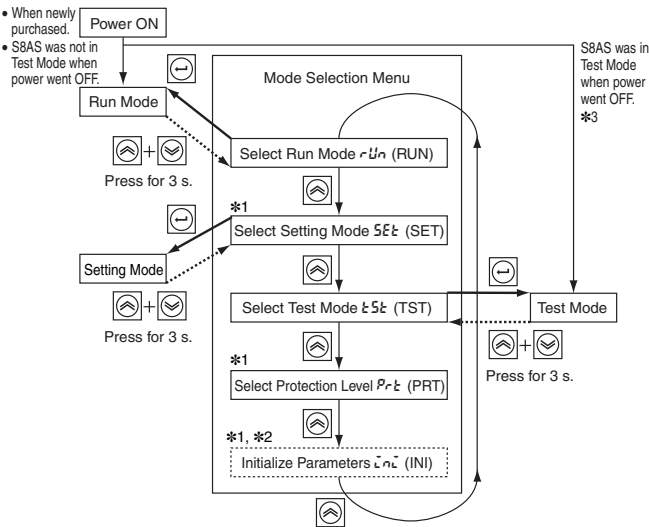 • When newly
purchased.
• S8AS was not in
Test Mode when
power went OFF.
Power ON
S8AS was in
Test Mode
when power
went OFF.
*3
Mode Selection Menu
Run Mode
Select Run Mode rUn (RUN)
+
Press for 3 s.
*1
Select Setting Mode SEt (SET)
Setting Mode
+
Press for 3 s.
Select Test Mode tSt (TST)
Test Mode
+
Press for 3 s.
*1
Select Protection Level Prt (PRT)
*1, *2
Initialize Parameters ini (INI)